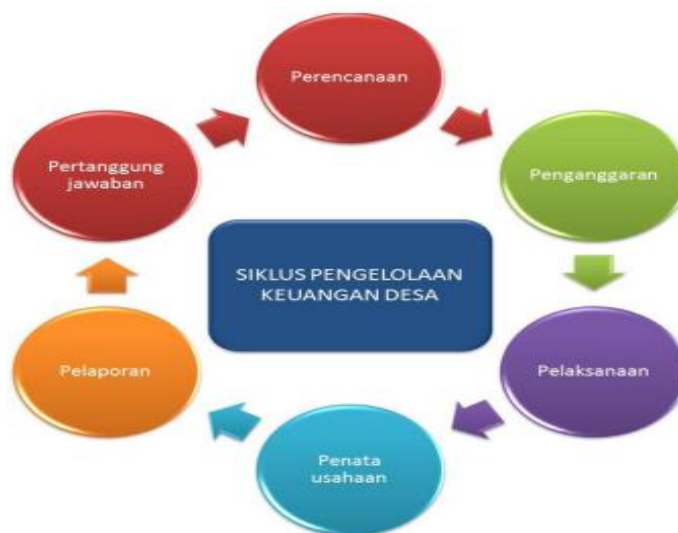 Perencanaan
Penganggaran
Pelaksanaan
Penata
usahaan
Pelaporan
Pertanggung
jawaban
SIKLUS PENGELOLAAN
KEUANGAN DESA